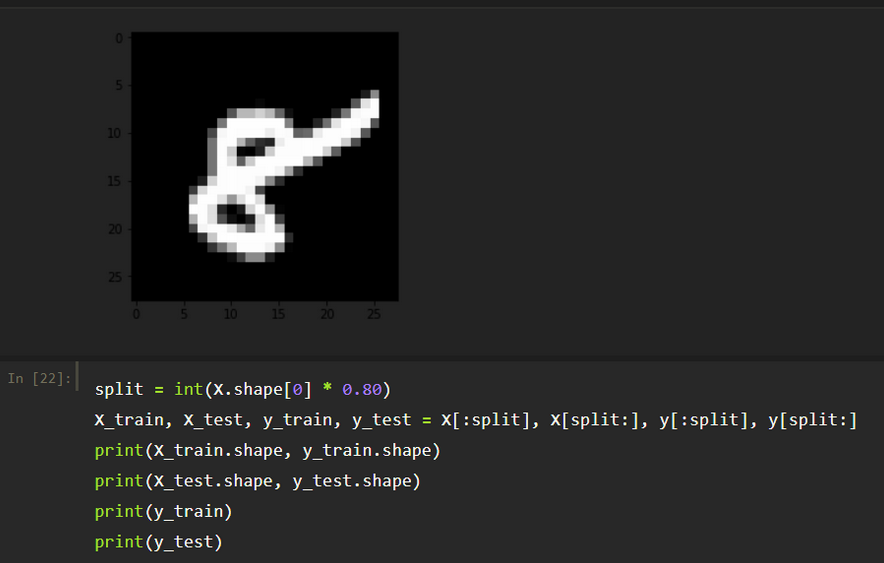 0
5
10
15
20
25
0 5 10 15 20 25
8
In [22]:
split = int(X.shape[0] * 0.80)
X_train, X_test, y_train, y_test = X[:split], X[split:], y[:split], y[split:]
print(X_train.shape, y_train.shape)
print(X_test.shape, y_test.shape)
print(y_train)
print(y_test)